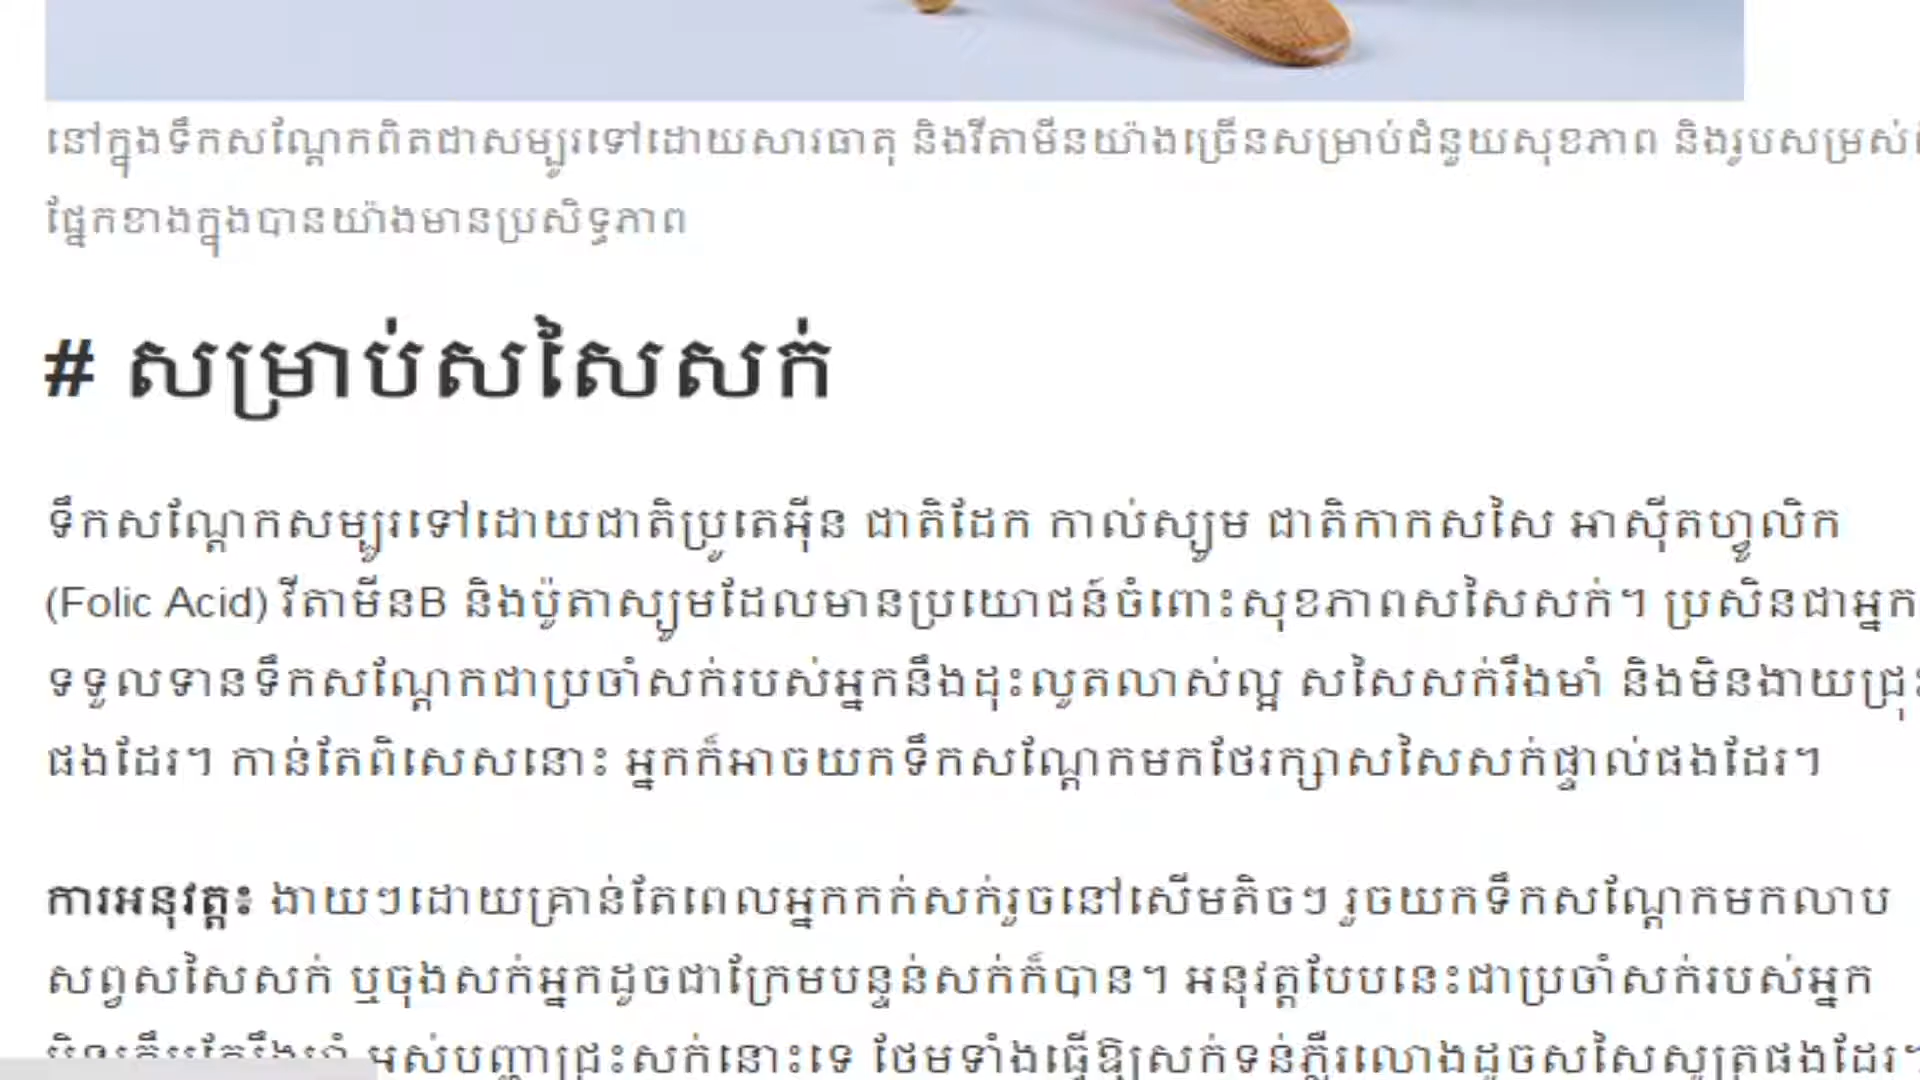 នៅក្នុងទឹកសណ្ដែកពិតជាសម្បូរទៅដោយសារធាតុ និងវីតាមីនយ៉ាងច្រើនសម្រាប់ជំនួយសុខភាព និងរូបសម្រស់
ផ្នែកខាងក្នុងបានយ៉ាងមានប្រសិទ្ធភាព
# សម្រាប់សសៃសក់
ទឹកសណ្ដែកសម្បូរទៅដោយជាតិប្រូតេអ៊ីន ជាតិដែក កាល់ស្យូម ជាតិកាកសសៃ អាស៊ីតហ្វូលិក
(Folic Acid) វីតាមីនB និងប៉ូតាស្យូមដែលមានប្រយោជន៍ចំពោះសុខភាពសសៃសក់។ ប្រសិនជាអ្នក
ទទួលទានទឹកសណ្ដែកជាប្រចាំសក់របស់អ្នកនឹងដុះលូតលាស់ល្អ សសៃសក់រឹងមាំ និងមិនងាយជ្រុះ
ផងដែរ។ កាន់តែពិសេសនោះ អ្នកក៏អាចយកទឹកសណ្ដែកមកថែរក្សាសសៃសក់ផ្ទាល់ផងដែរ។
ការអនុវត្ត៖ ងាយៗដោយគ្រាន់តែពេលអ្នកកក់សក់រួចនៅសើមតិចៗ រួចយកទឹកសណ្ដែកមកលាប
សព្វសសៃសក់ ឬចុងសក់អ្នកដូចជាក្រែមបន្ទន់សក់ក៏បាន។ អនុវត្តបែបនេះជាប្រចាំសក់របស់អ្នក
អស់បញ្ហាជ្រុះសក់នោះទេ ថែមទាំងធ្វើឱ្យសក់ទន់ភ្លឺរលោងដូចសសៃសូត្រផងដែរ។